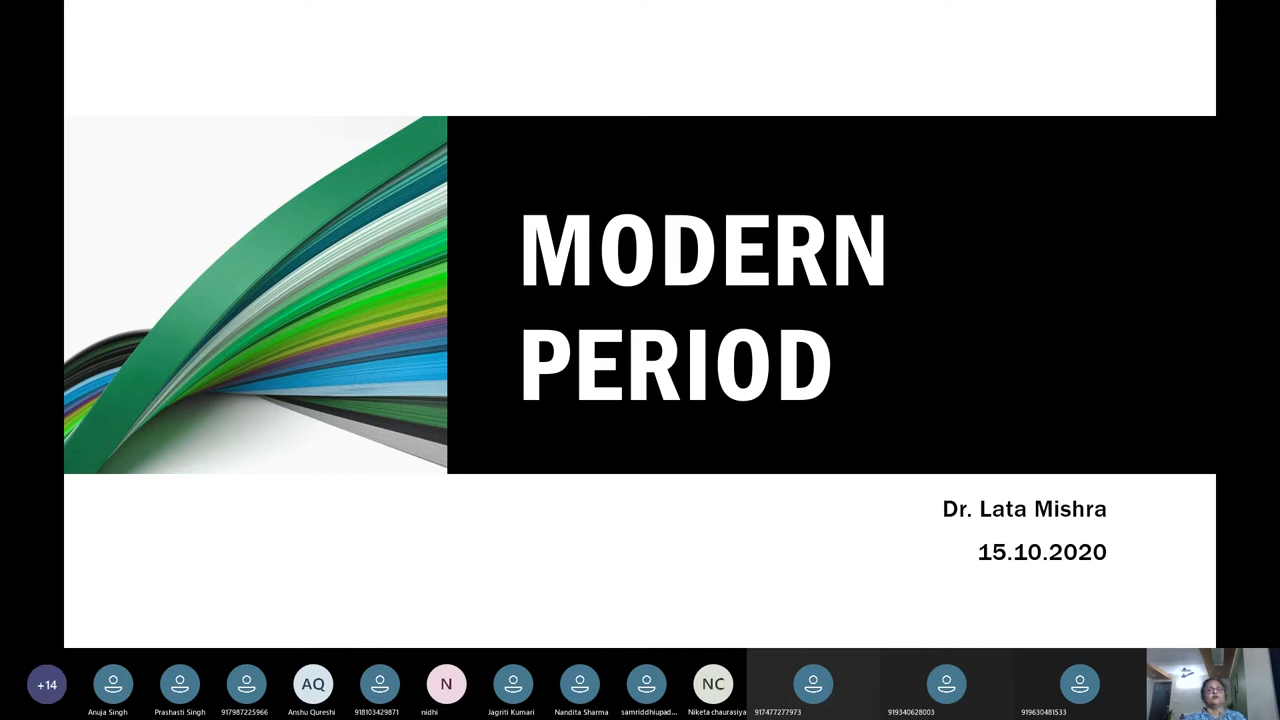 MODERN
PERIOD
Dr. Lata Mishra
15.10.2020
+14
AQ
N
NC
Anuja Singh
Prashasti Singh
917987225966
Anshu Qureshi
918103429871
nidhi
Jagriti Kumari
Nandita Sharma
samriddhiupad...
Niketa chaurasiya
917477277973
919340628003
919630481533